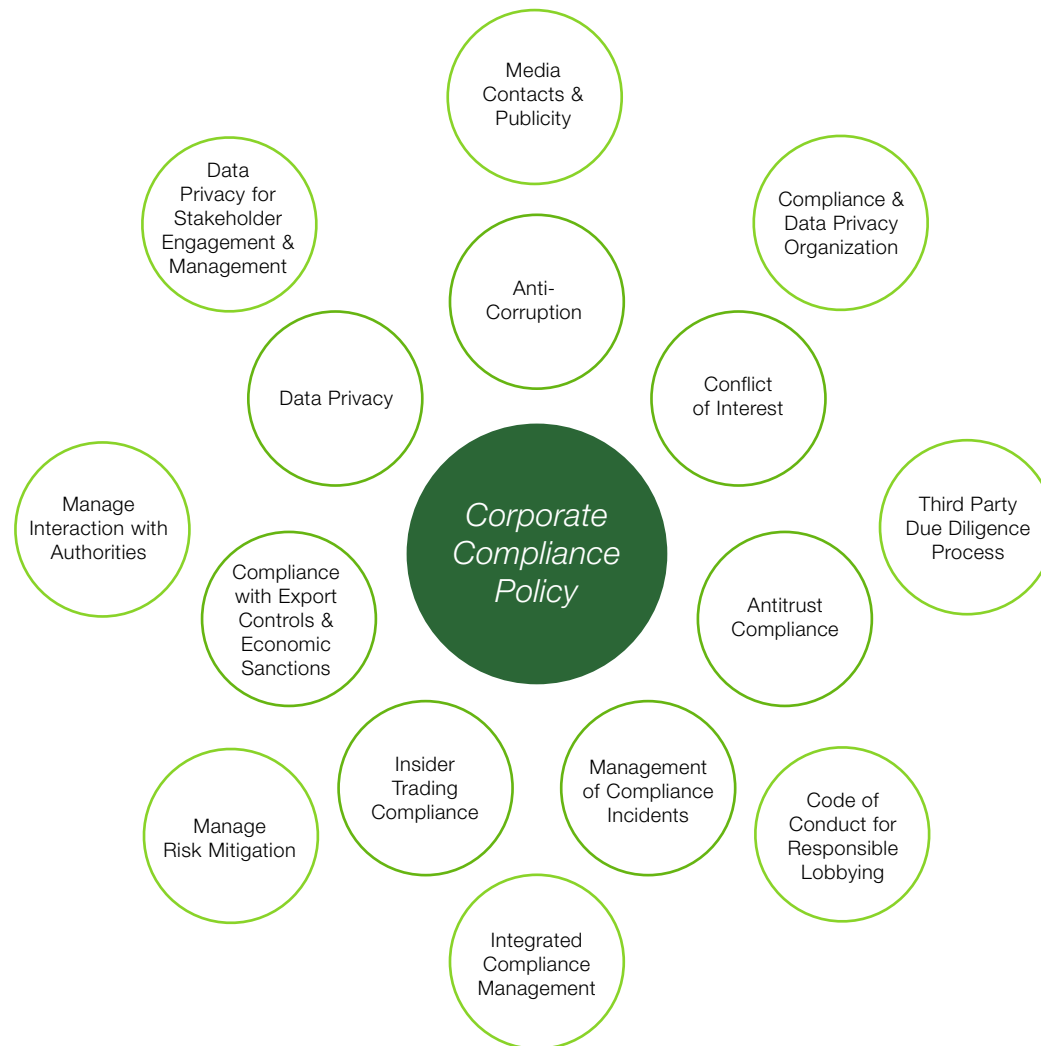 Media
Contacts &
Publicity
Data
Privacy for
Stakeholder
Engagement &
Management
Compliance &
Data Privacy
Organization
Anti-
Corruption
Data Privacy
Conflict
of Interest
Corporate
Compliance
Policy
Manage
Interaction with
Authorities
Third Party
Due Diligence
Process
Compliance
with Export
Controls &
Economic
Sanctions
Antitrust
Compliance
Insider
Trading
Compliance
Management
of Compliance
Incidents
Manage
Risk Mitigation
Code of
Conduct for
Responsible
Lobbying
Integrated
Compliance
Management